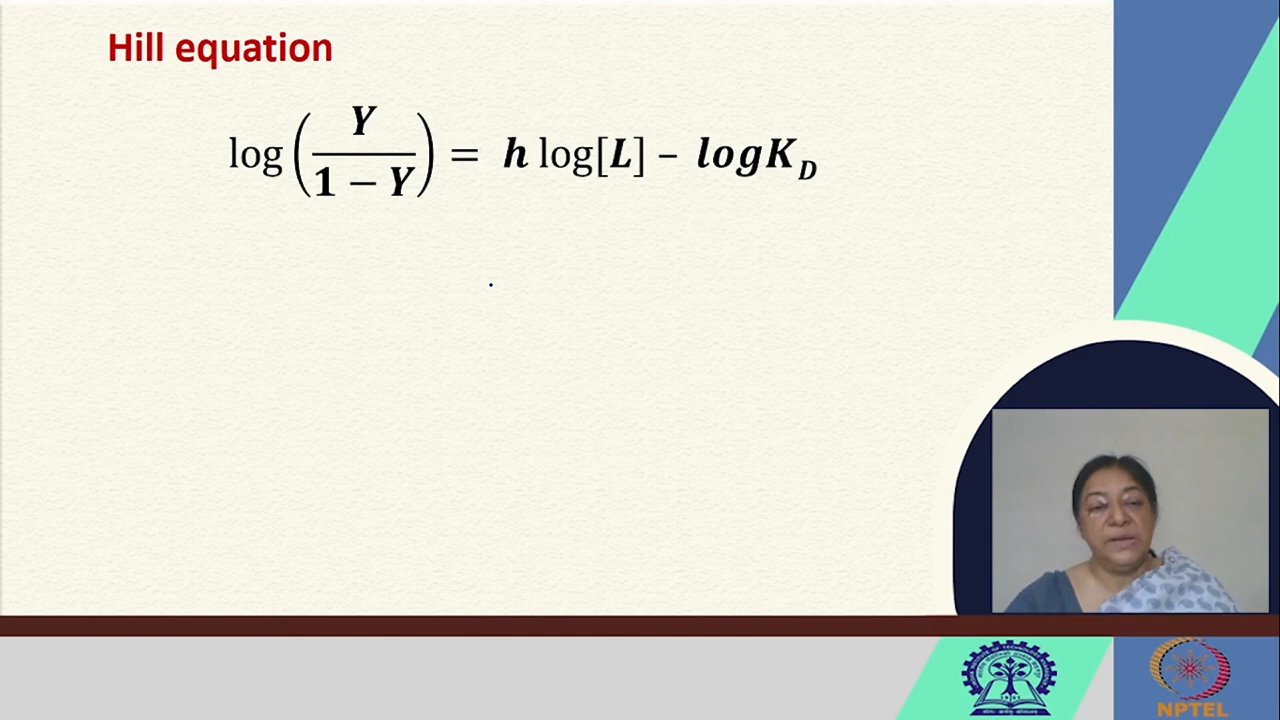 Hill equation
log(Y/(1 − Y)) = h log[L] − logK_D
NPTEL